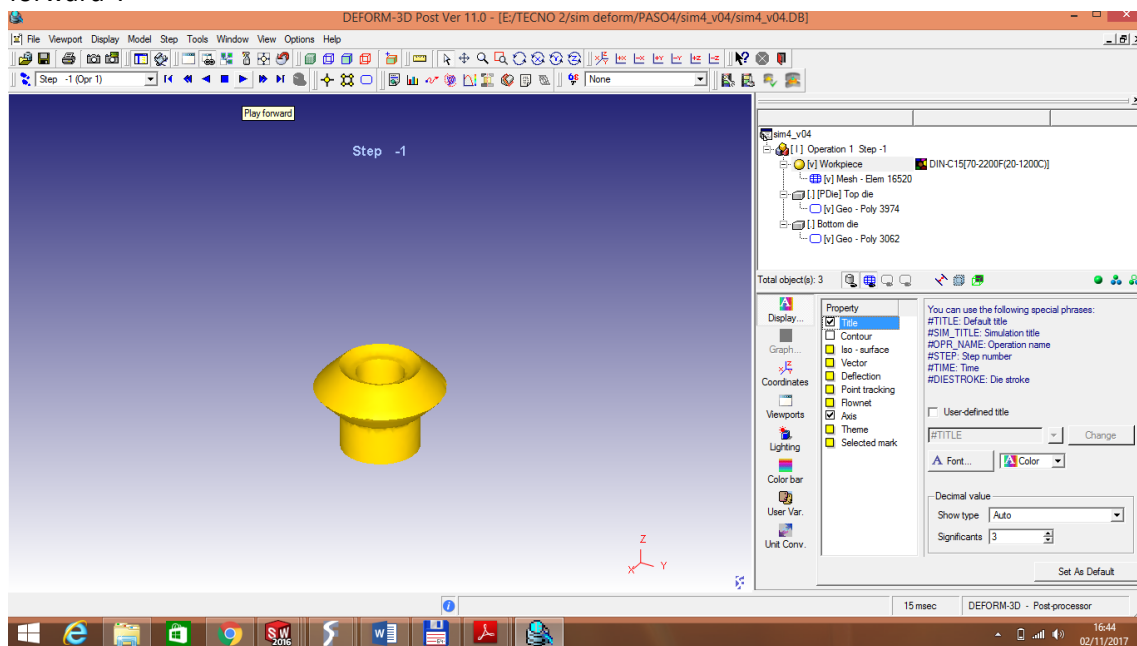 DEFORM-3D Post Ver 11.0 - [E:/TECNO 2/sim deform/PASO4/sim4_v04/sim4_v04.DB]
File Viewport Display Model Step Tools Window View Options Help
Step -1 (Opr 1)
None
Play forward
Step -1
sim4_v04
[ ! ] Operation 1 Step -1
[v] Workpiece DIN-C15[70-2200F(20-1200C)]
[v] Mesh - Elem 16520
[.] [PDie] Top die
[v] Geo - Poly 3974
[.] Bottom die
[v] Geo - Poly 3062
Total object(s): 3
Display...
Graph...
Coordinates
Viewports
Lighting
Color bar
User Var.
Unit Conv.
Property
Title
Contour
Iso - surface
Vector
Deflection
Point tracking
Flownet
Axis
Theme
Selected mark
You can use the following special phrases:
#TITLE: Default title
#SIM_TITLE: Simulation title
#OPR_NAME: Operation name
#STEP: Step number
#TIME: Time
#DIESTROKE: Die stroke
User-defined title
#TITLE Change
A Font... A Color
Decimal value
Show type Auto
Significants 3
Set As Default
Z
X Y
15 msec DEFORM-3D - Post-processor
SW
2016
16:44
02/11/2017